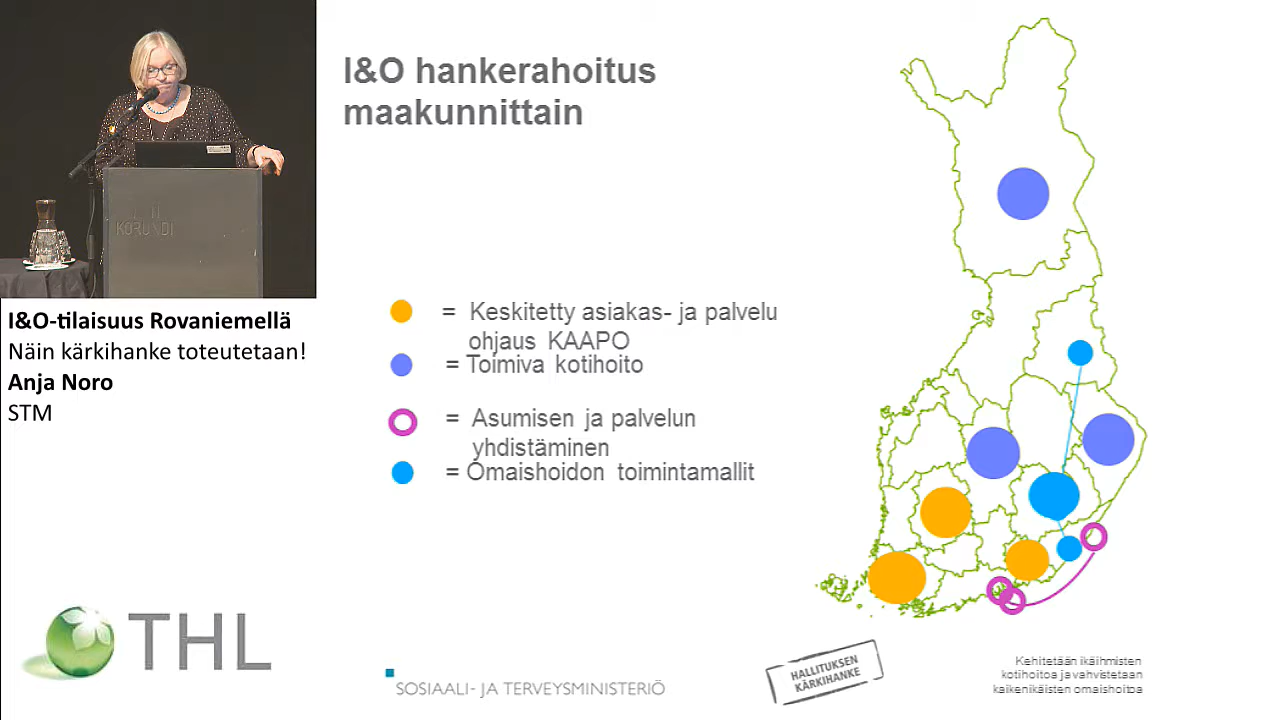 I&O hankerahoitus
maakunnittain
KORUNDI
I&O-tilaisuus Rovaniemellä
Näin kärkihanke toteutetaan!
Anja Noro
STM
= Keskitetty asiakas- ja palvelu
ohjaus KAAPO
= Toimiva kotihoito
= Asumisen ja palvelun
yhdistäminen
= Omaishoidon toimintamallit
THL
SOSIAALI- JA TERVEYSMINISTERIÖ
HALLITUKSEN
KÄRKIHANKE
Kehitetään ikäihmisten
kotihoitoa ja vahvistetaan
kaikenikäisten omaishoitoa